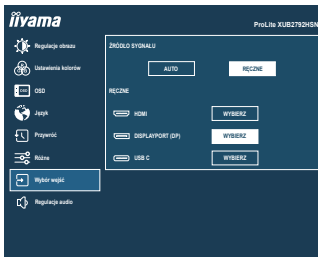 iiyama
ProLite XUB2792HSN
Regulacje obrazu
Ustawienia kolorów
OSD
OSD
Język
Przywróć
Różne
Wybór wejść
Regulacje audio
ŹRÓDŁO SYGNAŁU
AUTO
RĘCZNE
RĘCZNE
HDMI
WYBIERZ
DISPLAYPORT (DP)
WYBIERZ
USB C
WYBIERZ